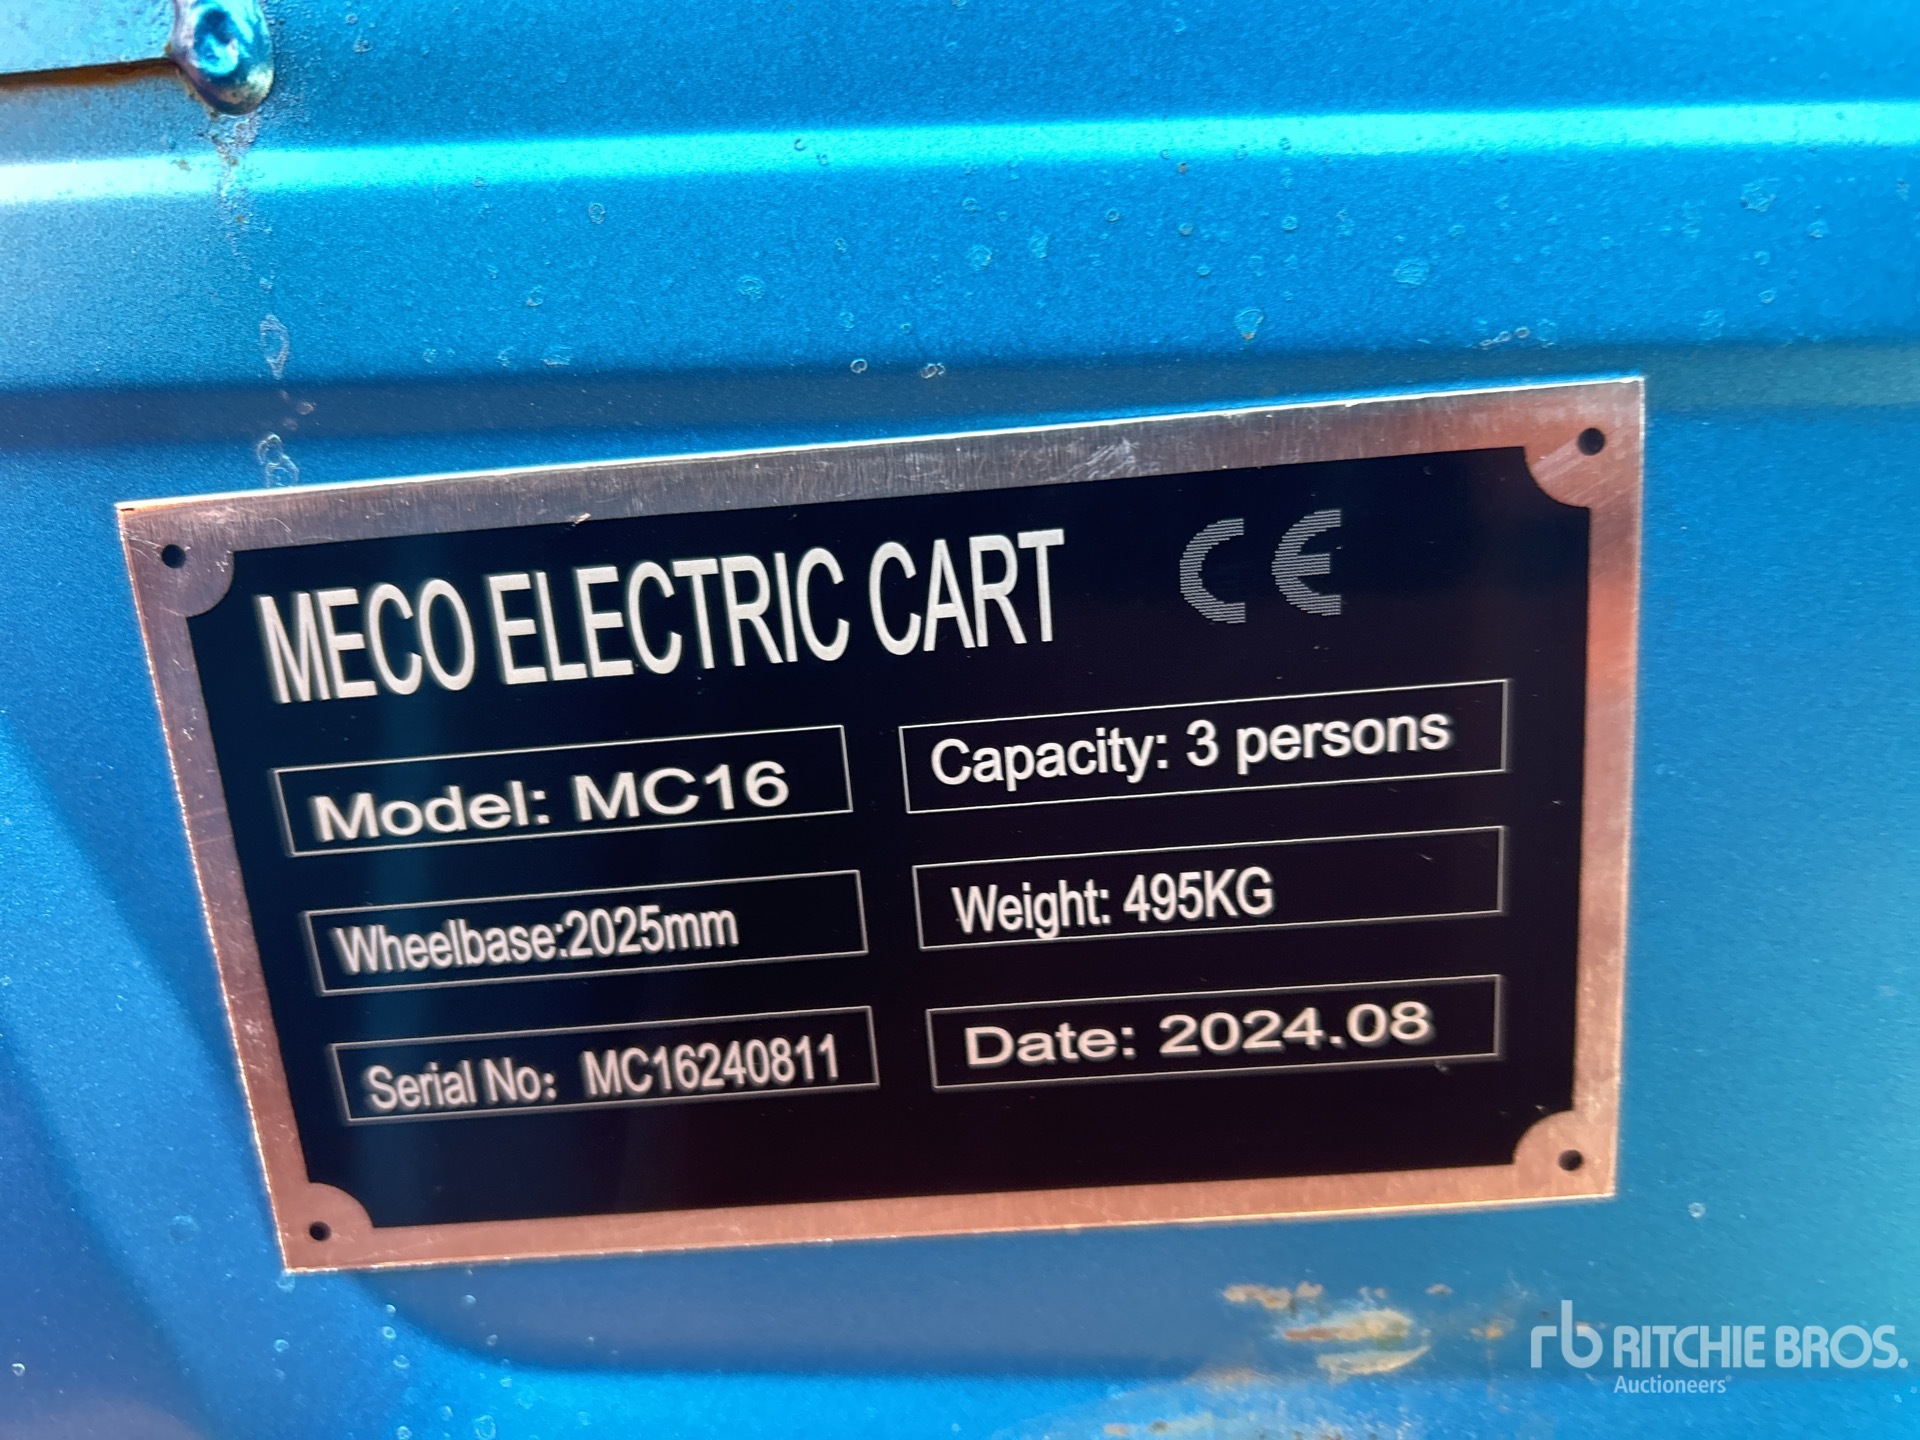 MECO ELECTRIC CART CE
Model: MC16
Capacity: 3 persons
Wheelbase:2025mm
Weight: 495KG
Serial No: MC16240811
Date: 2024.08
rb RITCHIE BROS.
Auctioneers